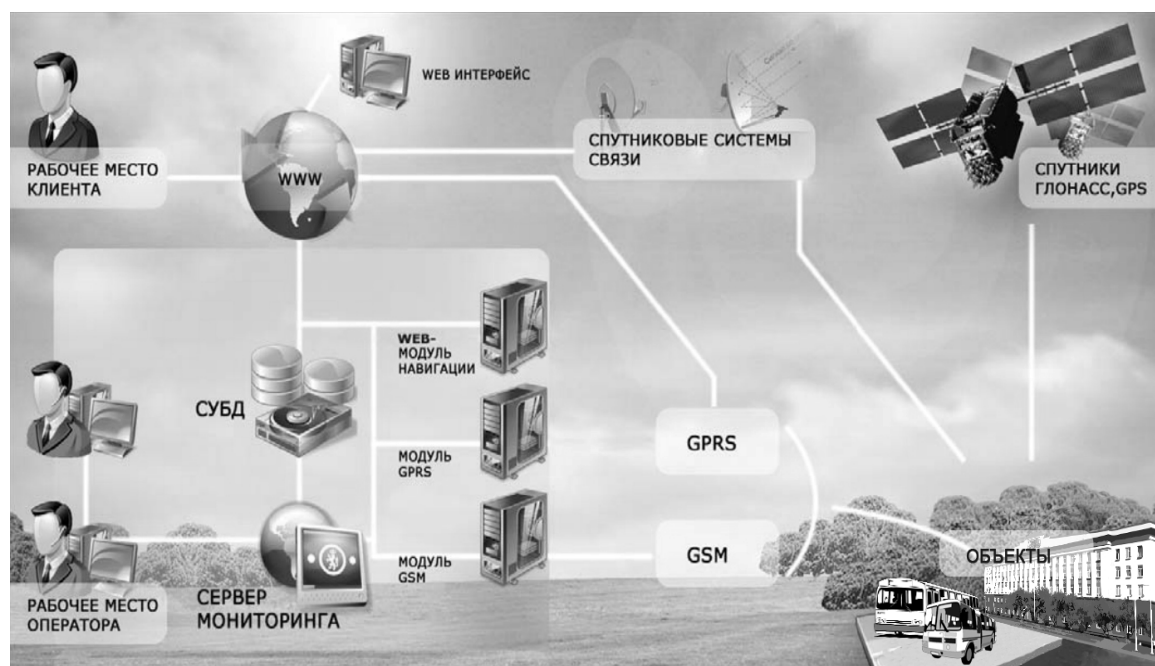 WEB ИНТЕРФЕЙС
СПУТНИКОВЫЕ СИСТЕМЫ
СВЯЗИ
РАБОЧЕЕ МЕСТО
КЛИЕНТА
WWW
СПУТНИКИ
ГЛОНАСС,GPS
WEB-
МОДУЛЬ
НАВИГАЦИИ
СУБД
МОДУЛЬ
GPRS
GPRS
МОДУЛЬ
GSM
GSM
ОБЪЕКТЫ
РАБОЧЕЕ МЕСТО
ОПЕРАТОРА
СЕРВЕР
МОНИТОРИНГА